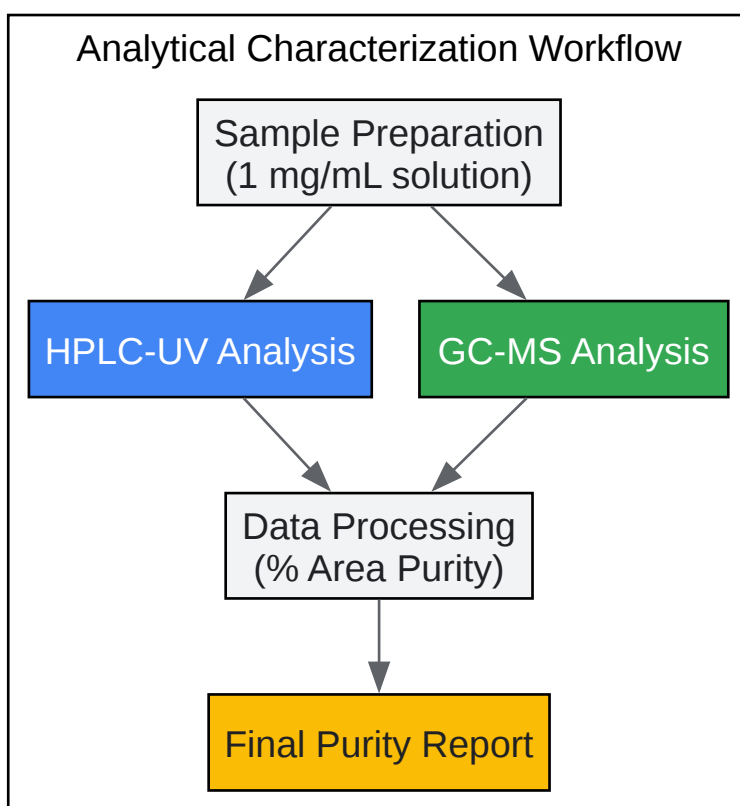 Analytical Characterization Workflow
Sample Preparation
(1 mg/mL solution)
HPLC-UV Analysis
GC-MS Analysis
Data Processing
(% Area Purity)
Final Purity Report